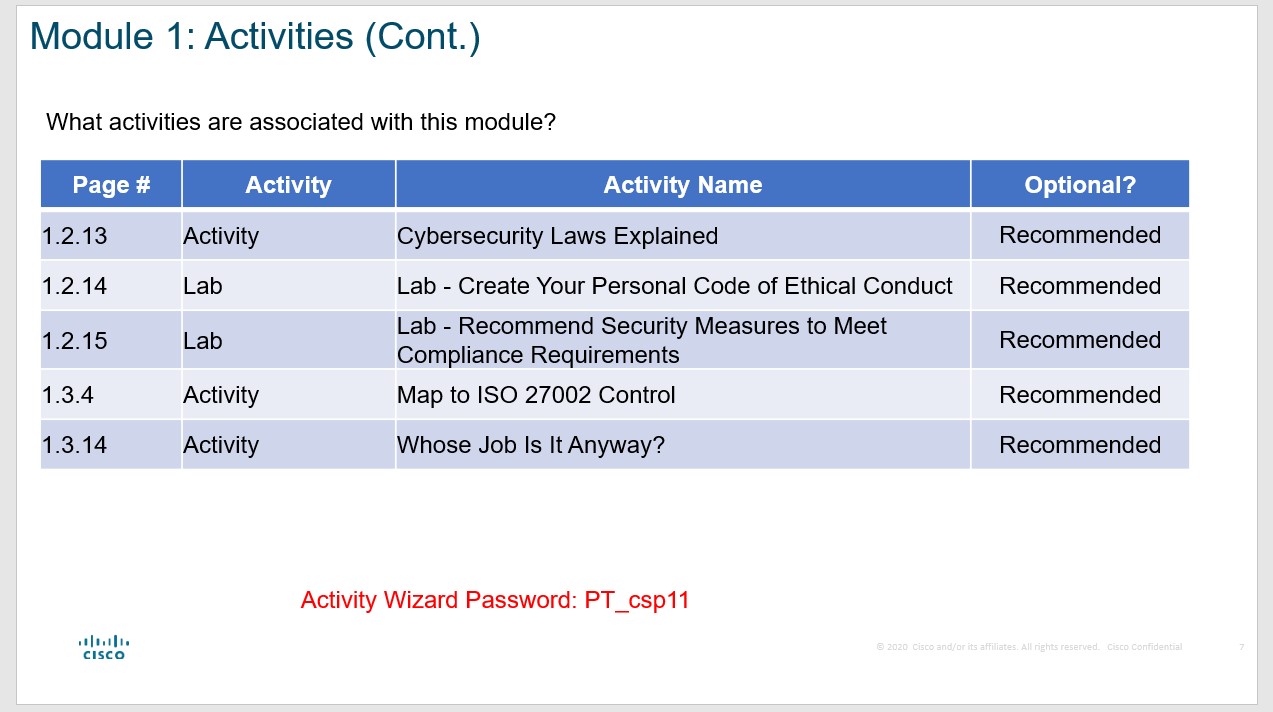 Module 1: Activities (Cont.)
What activities are associated with this module?
Page # Activity Activity Name Optional?
1.2.13 Activity Cybersecurity Laws Explained Recommended
1.2.14 Lab Lab - Create Your Personal Code of Ethical Conduct Recommended
1.2.15 Lab Lab - Recommend Security Measures to Meet
Compliance Requirements Recommended
1.3.4 Activity Map to ISO 27002 Control Recommended
1.3.14 Activity Whose Job Is It Anyway? Recommended
Activity Wizard Password: PT_csp11
CISCO
© 2020 Cisco and/or its affiliates. All rights reserved. Cisco Confidential 7